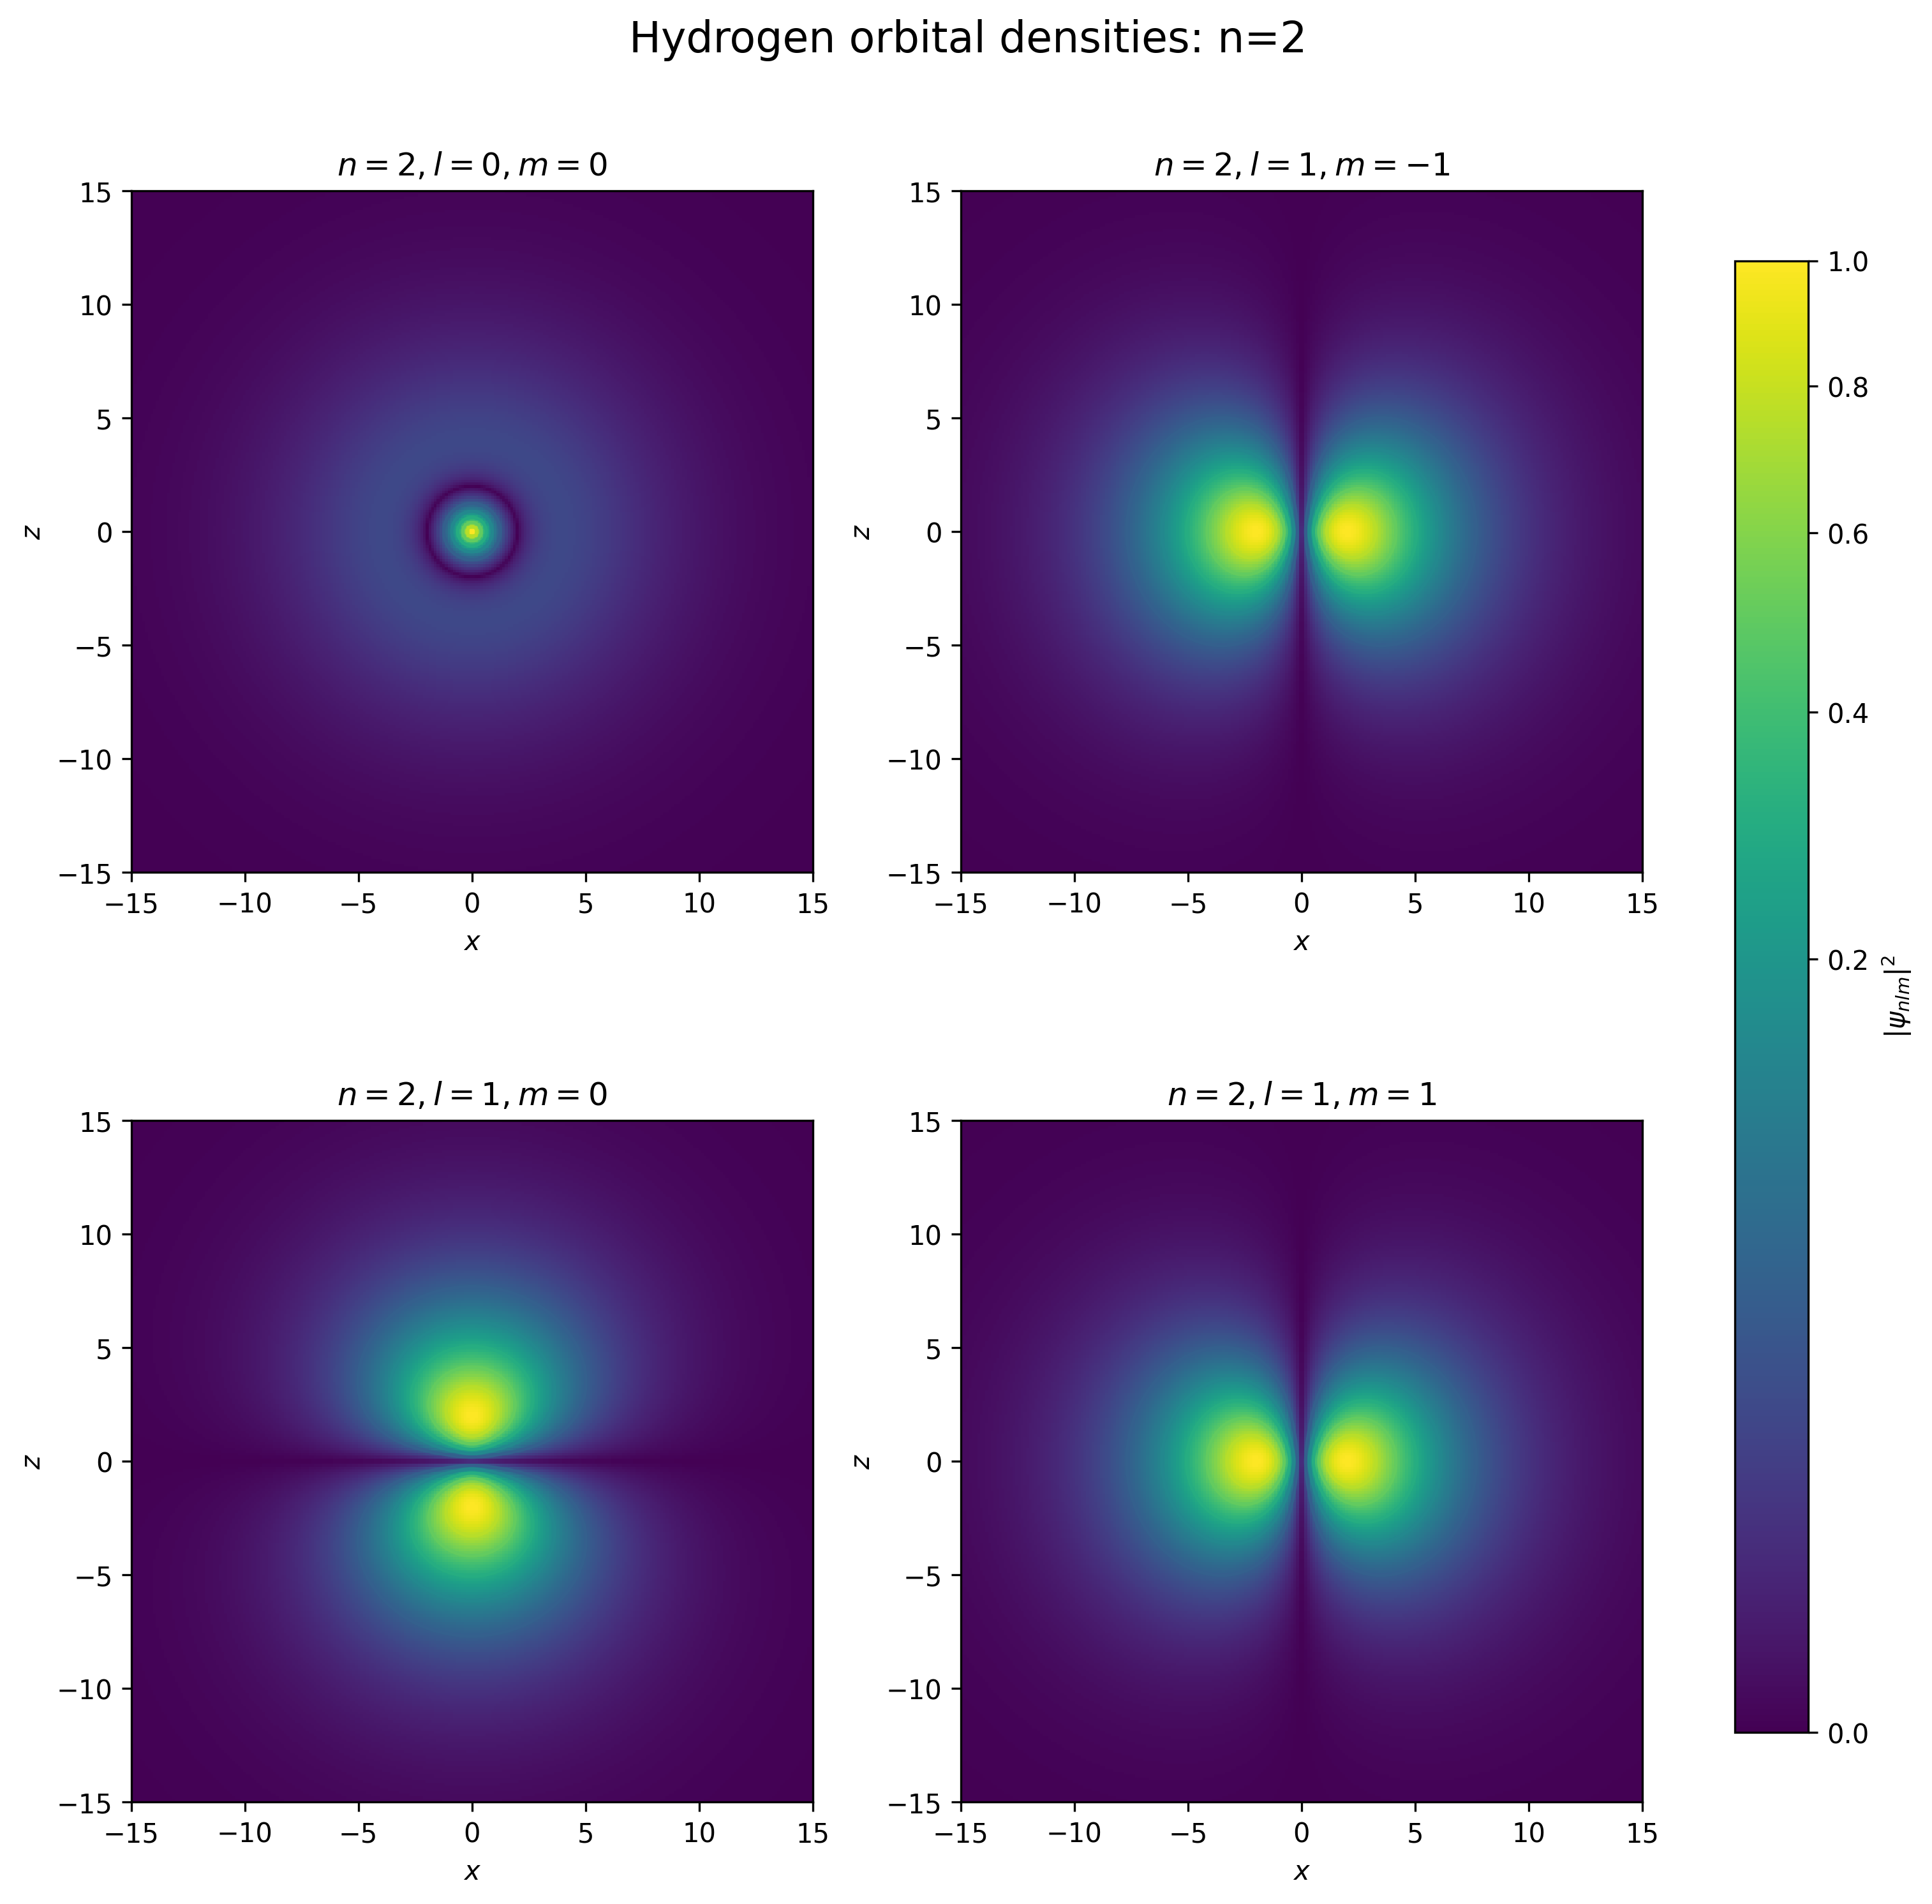 Hydrogen orbital densities: n=2
n = 2, l = 0, m = 0
15
10
5
0
−5
−10
−15
z
−15 −10 −5 0 5 10 15
x
n = 2, l = 1, m = −1
15
10
5
0
−5
−10
−15
z
−15 −10 −5 0 5 10 15
x
n = 2, l = 1, m = 0
15
10
5
0
−5
−10
−15
z
−15 −10 −5 0 5 10 15
x
n = 2, l = 1, m = 1
15
10
5
0
−5
−10
−15
z
−15 −10 −5 0 5 10 15
x
1.0
0.8
0.6
0.4
0.2
0.0
|ψₙₗₘ|²